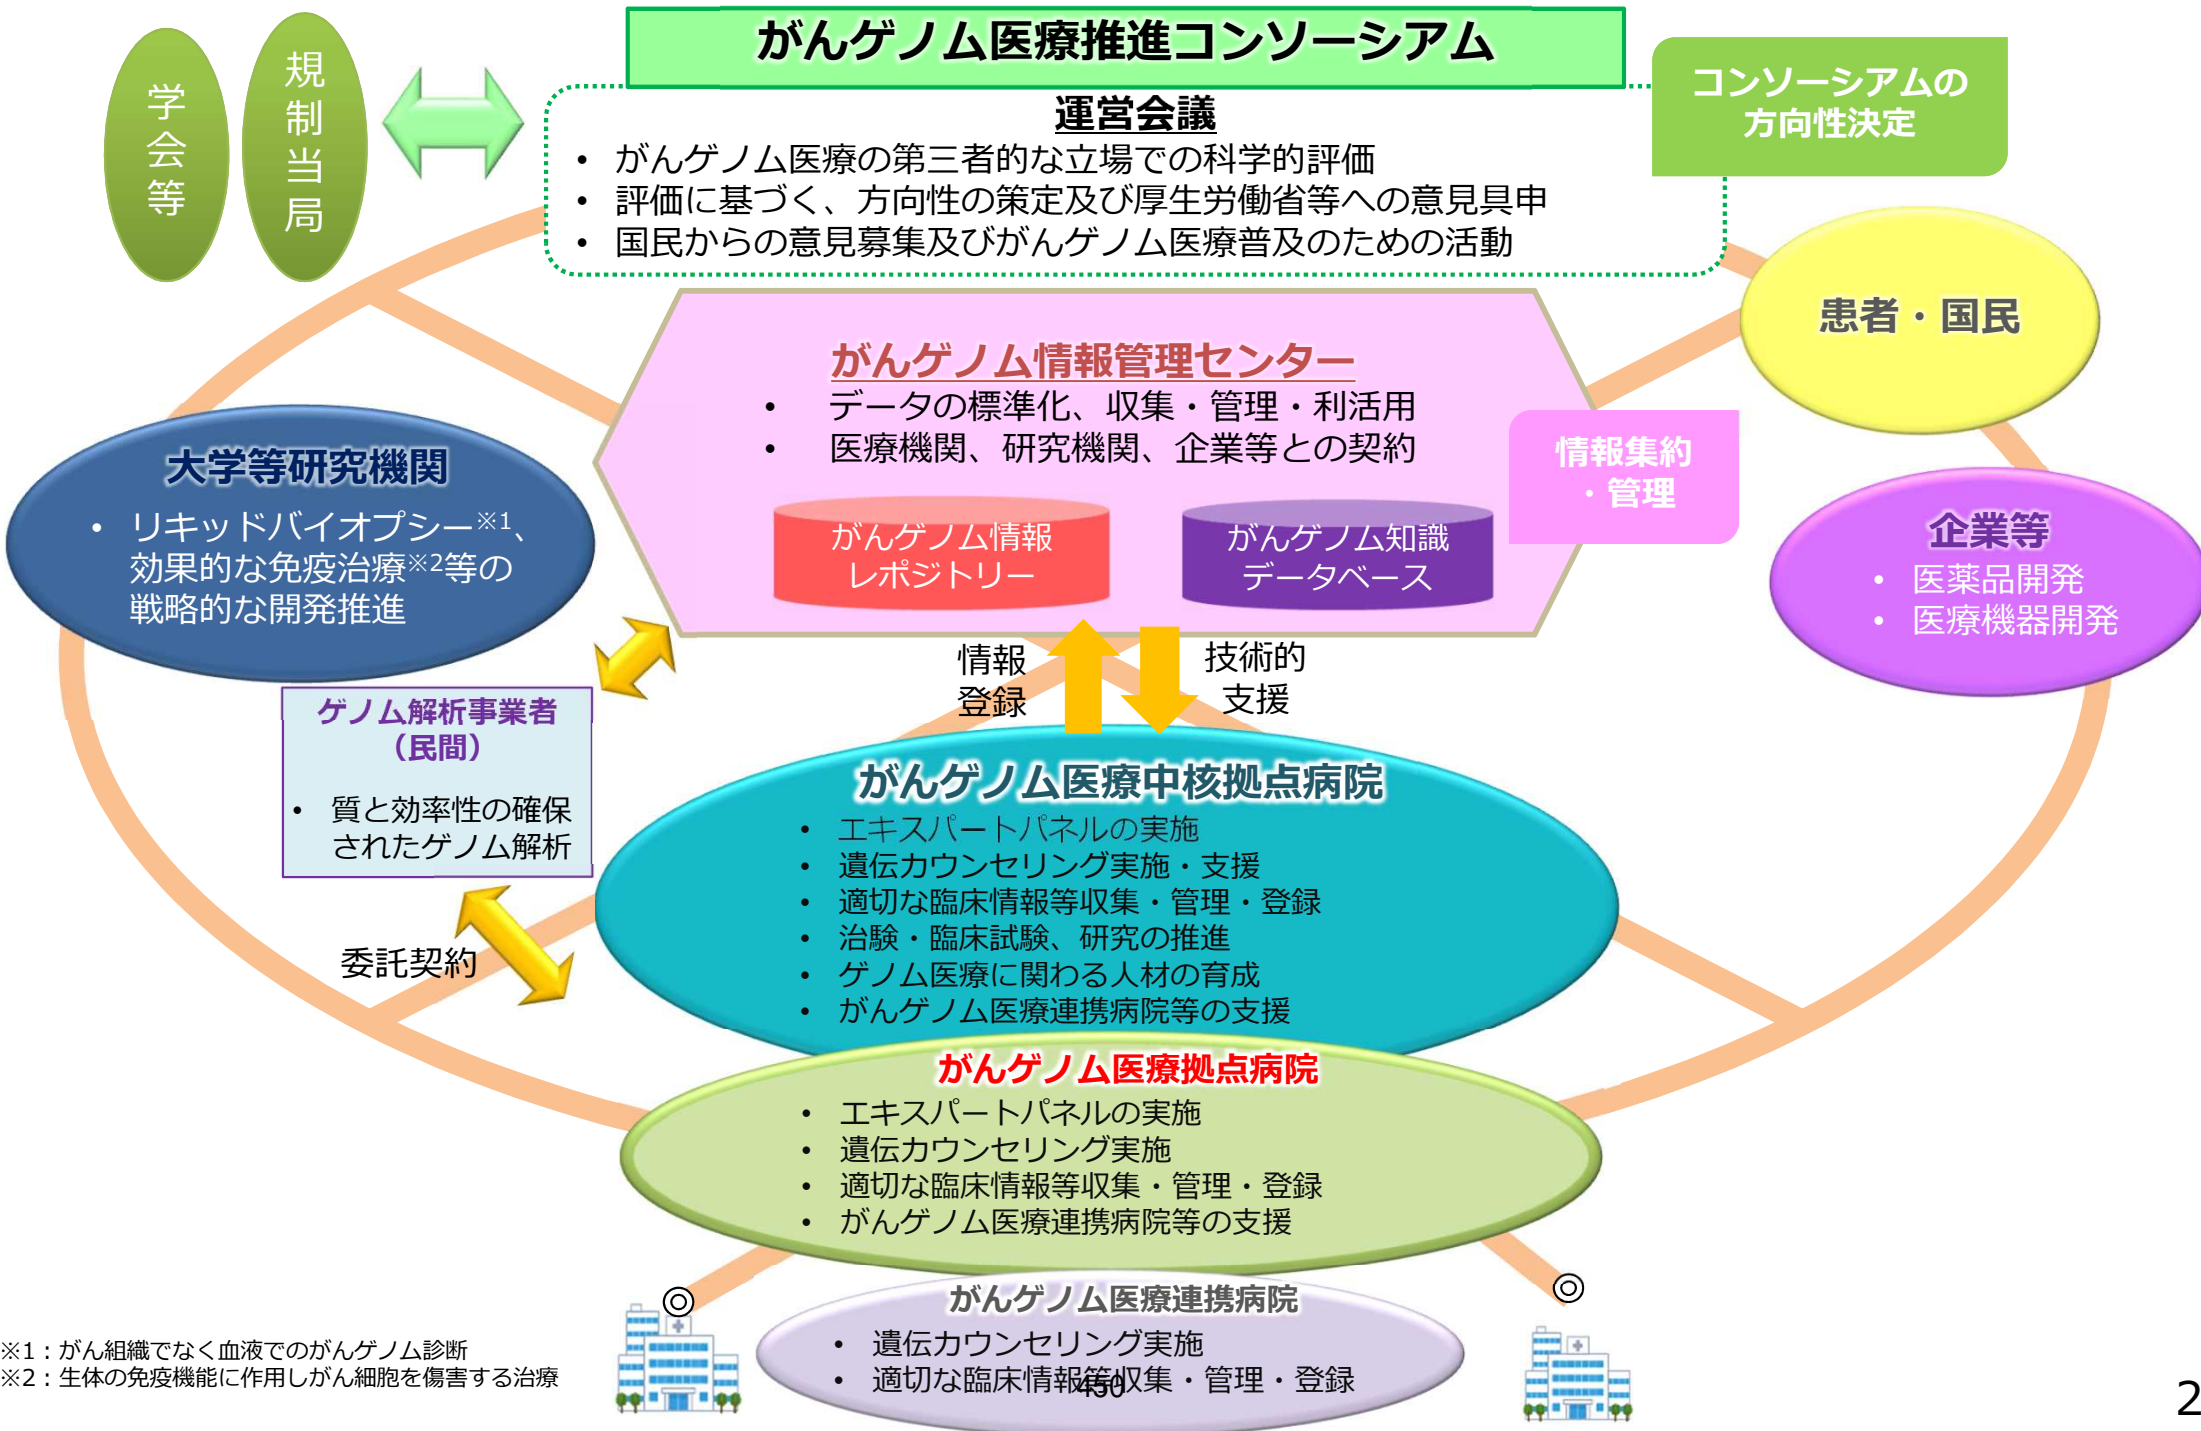 がんゲノム医療推進コンソーシアム
学会等
規制当局
コンソーシアムの
方向性決定
運営会議
• がんゲノム医療の第三者的な立場での科学的評価
• 評価に基づく、方向性の策定及び厚生労働省等への意見具申
• 国民からの意見募集及びがんゲノム医療普及のための活動
患者・国民
がんゲノム情報管理センター
• データの標準化、収集・管理・利活用
• 医療機関、研究機関、企業等との契約
情報集約
・管理
がんゲノム情報
レポジトリー
がんゲノム知識
データベース
大学等研究機関
• リキッドバイオプシー※1、
効果的な免疫治療※2等の
戦略的な開発推進
企業等
• 医薬品開発
• 医療機器開発
情報
登録
技術的
支援
ゲノム解析事業者
（民間）
• 質と効率性の確保
されたゲノム解析
委託契約
がんゲノム医療中核拠点病院
• エキスパートパネルの実施
• 遺伝カウンセリング実施・支援
• 適切な臨床情報等収集・管理・登録
• 治験・臨床試験、研究の推進
• ゲノム医療に関わる人材の育成
• がんゲノム医療連携病院等の支援
がんゲノム医療拠点病院
• エキスパートパネルの実施
• 遺伝カウンセリング実施
• 適切な臨床情報等収集・管理・登録
• がんゲノム医療連携病院等の支援
◎
◎
がんゲノム医療連携病院
• 遺伝カウンセリング実施
• 適切な臨床情報等収集・管理・登録
450
※1：がん組織でなく血液でのがんゲノム診断
※2：生体の免疫機能に作用しがん細胞を傷害する治療
2